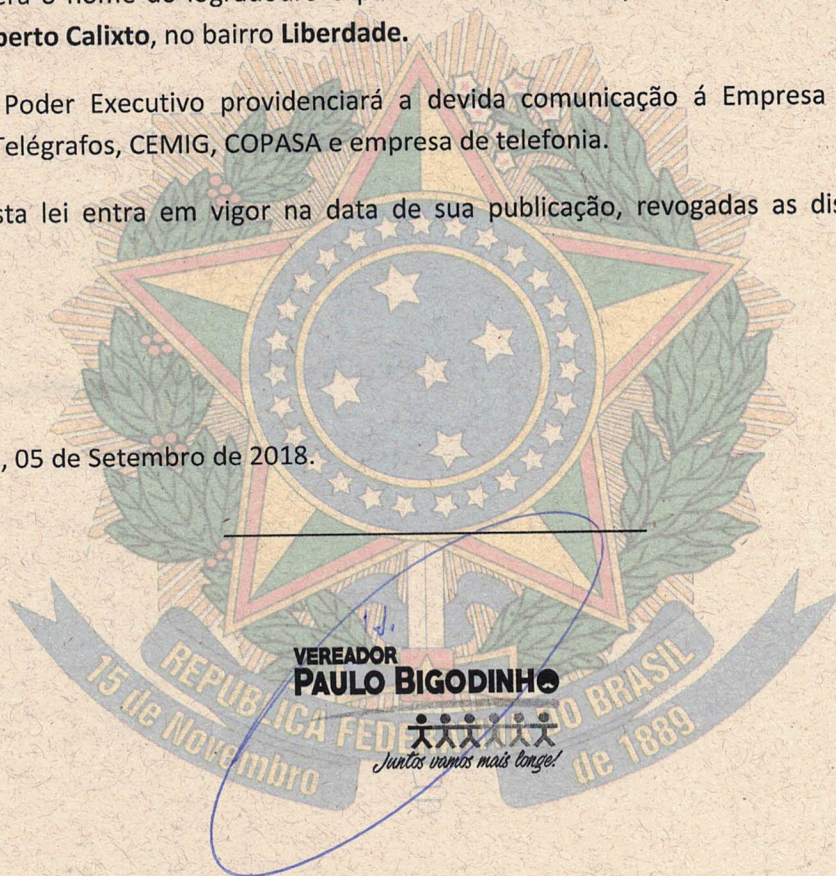 perto Calixto, no bairro Liberdade.
Poder Executivo providenciará a devida comunicação á Empresa
Telégrafos, CEMIG, COPASA e empresa de telefonia.
sta lei entra em vigor na data de sua publicação, revogadas as dis
, 05 de Setembro de 2018.
VEREADOR
PAULO BIGODINHO
Juntos vamos mais longe!
REPUBLICA FEDE DO BRASIL
15 de Novembro de 1889